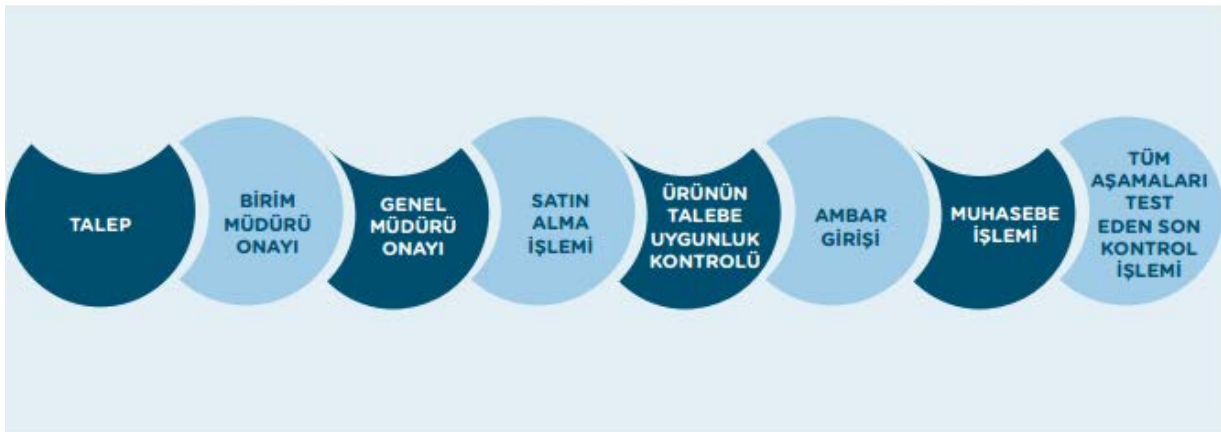 TALEP
BİRİM
MÜDÜRÜ
ONAYI
GENEL
MÜDÜRÜ
ONAYI
SATIN
ALMA
İŞLEMİ
ÜRÜNÜN
TALEBE
UYGUNLUK
KONTROLÜ
AMBAR
GİRİŞİ
MUHASEBE
İŞLEMİ
TÜM
AŞAMALARI
TEST
EDEN SON
KONTROL
İŞLEMİ